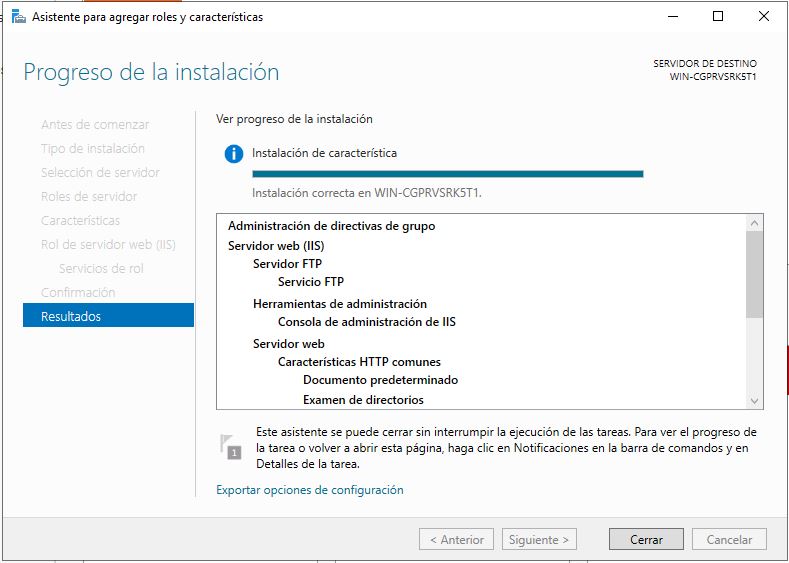 Asistente para agregar roles y características
Progreso de la instalación
SERVIDOR DE DESTINO
WIN-CGPRVSRK5T1
Antes de comenzar
Tipo de instalación
Selección de servidor
Roles de servidor
Características
Rol de servidor web (IIS)
Servicios de rol
Confirmación
Resultados
Ver progreso de la instalación
Instalación de característica
Instalación correcta en WIN-CGPRVSRK5T1.
Administración de directivas de grupo
Servidor web (IIS)
Servidor FTP
Servicio FTP
Herramientas de administración
Consola de administración de IIS
Servidor web
Características HTTP comunes
Documento predeterminado
Examen de directorios
1
Este asistente se puede cerrar sin interrumpir la ejecución de las tareas. Para ver el progreso de
la tarea o volver a abrir esta página, haga clic en Notificaciones en la barra de comandos y en
Detalles de la tarea.
Exportar opciones de configuración
< Anterior
Siguiente >
Cerrar
Cancelar